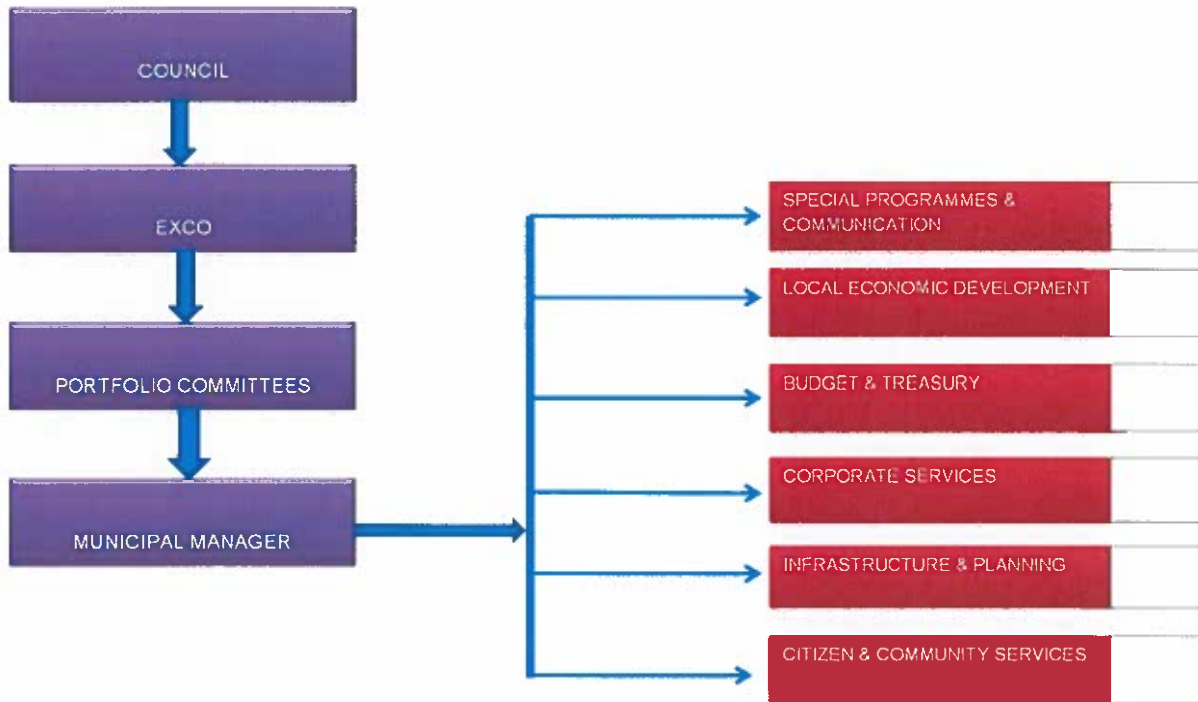 COUNCIL
EXCO
PORTFOLIO COMMITTEES
MUNICIPAL MANAGER
SPECIAL PROGRAMMES &
COMMUNICATION
LOCAL ECONOMIC DEVELOPMENT
BUDGET & TREASURY
CORPORATE SERVICES
INFRASTRUCTURE & PLANNING
CITIZEN & COMMUNITY SERVICES